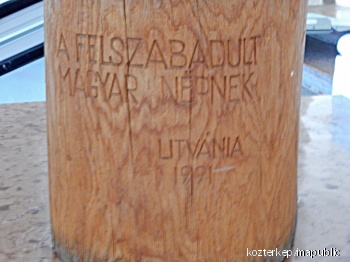 A FELSZABADULT
MAGYAR NÉPNEK
LITVÁNIA
1991
kozterkep.mapublic